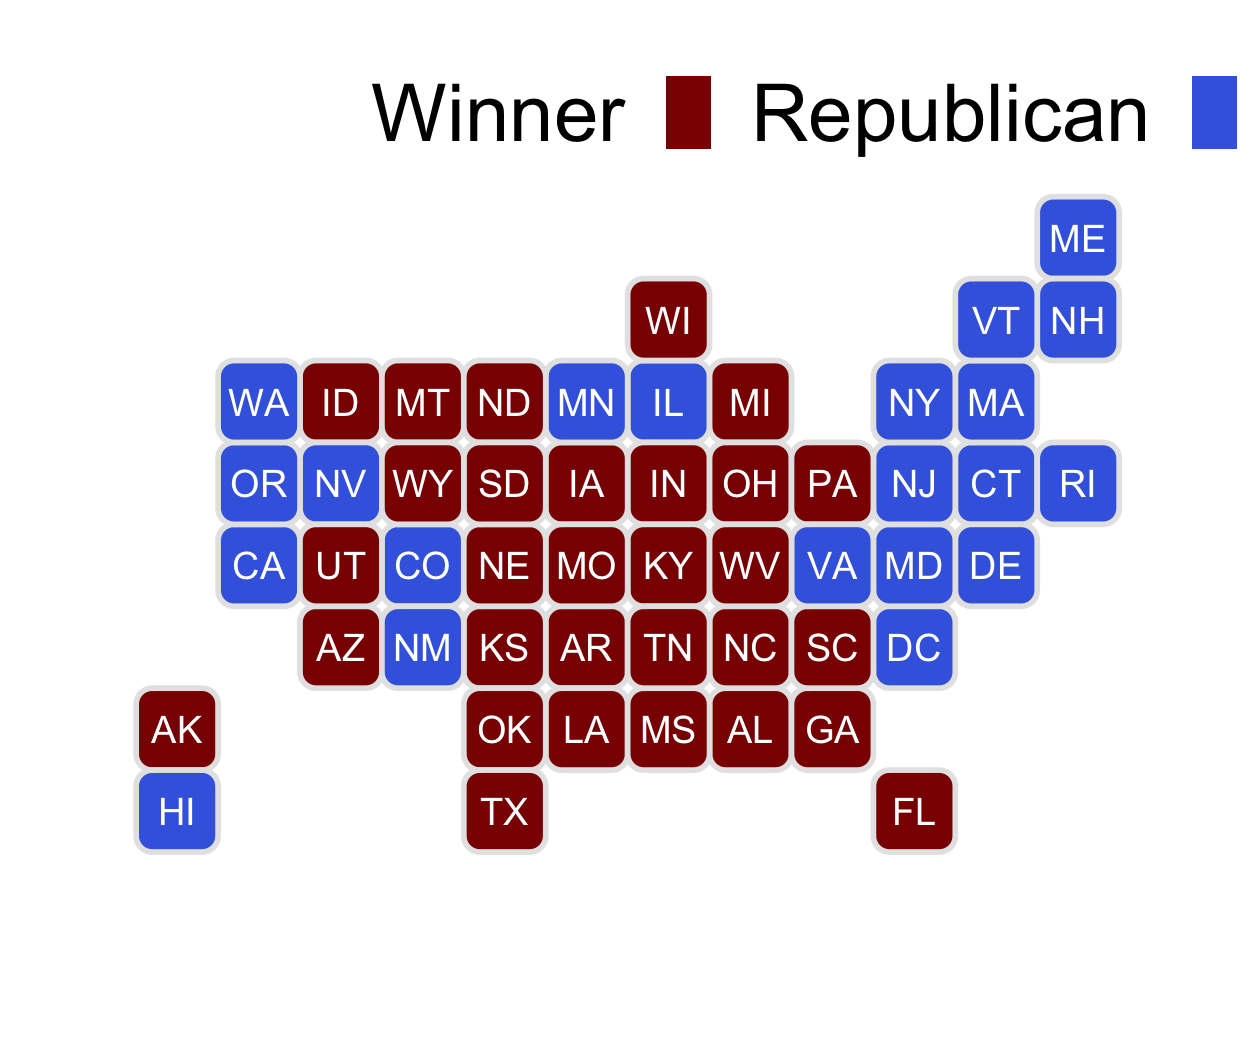 Winner Republican
ME
WI VT NH
WA ID MT ND MN IL MI NY MA
OR NV WY SD IA IN OH PA NJ CT RI
CA UT CO NE MO KY WV VA MD DE
AZ NM KS AR TN NC SC DC
AK OK LA MS AL GA
HI TX FL